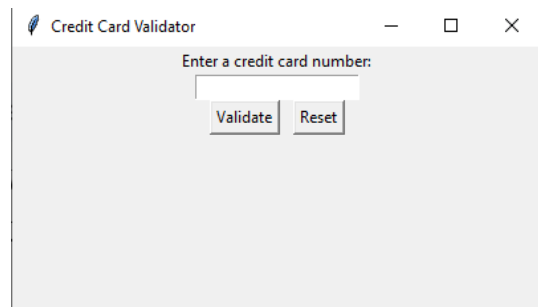 Credit Card Validator
Enter a credit card number:
Validate Reset